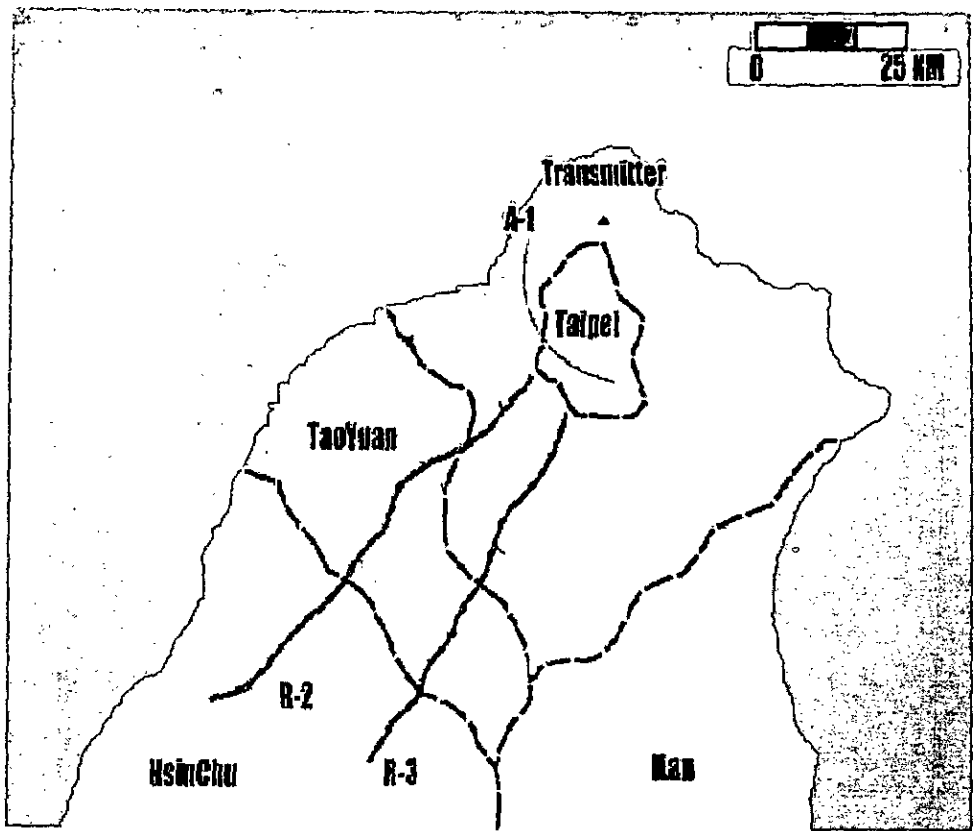 0 25 KM
Transmitter
A-1
Taipei
TaoYuan
R-2
HsinChu
R-3